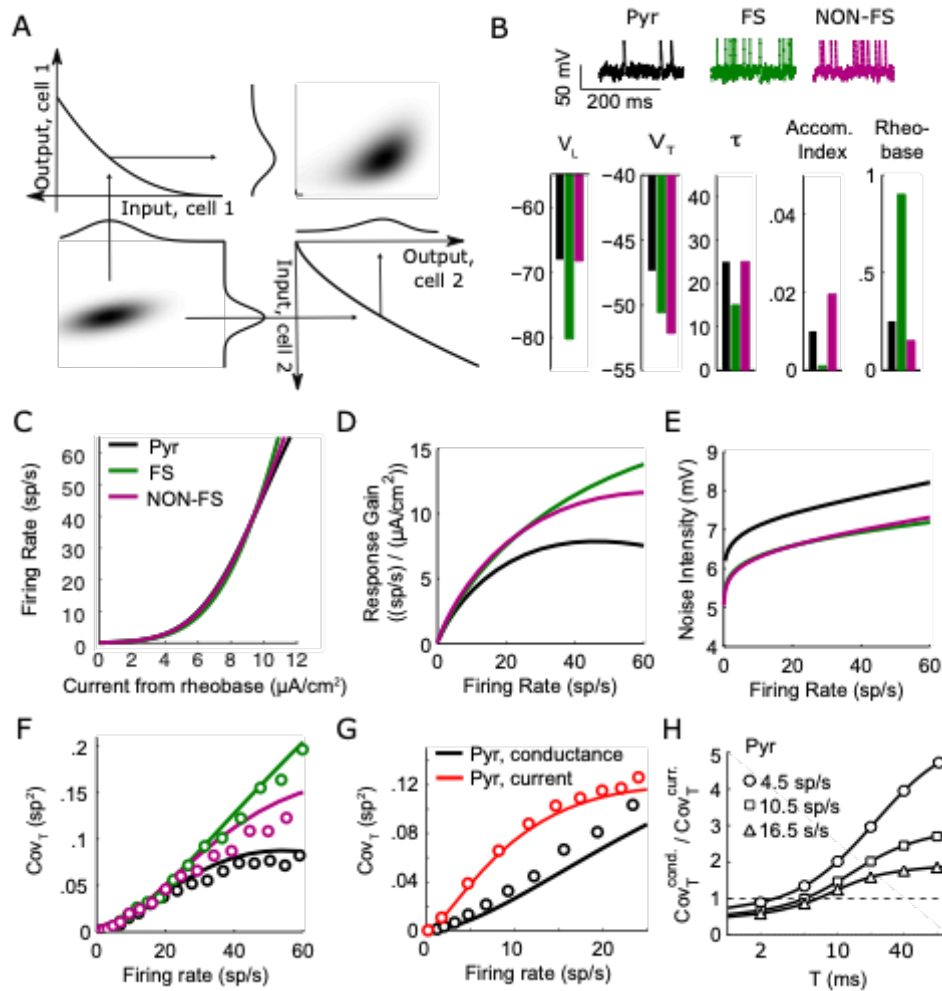 A
Output, cell 1
Input, cell 1
Output,
cell 2
Input, cell 2
B
Pyr FS NON-FS
50 mV
200 ms
V_L V_T τ Accom. Index Rheo-base
−60
−70
−80
−40
−45
−50
−55
40
30
20
10
0
.04
.02
0
1
.5
0
C
Pyr
FS
NON-FS
Firing Rate (sp/s)
60
50
40
30
20
10
0
0 2 4 6 8 10 12
Current from rheobase (µA/cm²)
D
Response Gain
((sp/s) / (µA/cm²))
15
10
5
0
0 20 40 60
Firing Rate (sp/s)
E
Noise Intensity (mV)
9
8
7
6
5
4
0 20 40 60
Firing Rate (sp/s)
F
Cov_T (sp²)
.2
.15
.1
.05
0
0 20 40 60
Firing rate (sp/s)
G
Pyr, conductance
Pyr, current
Cov_T (sp²)
.12
.08
.04
0
0 10 20
Firing rate (sp/s)
H
Pyr
4.5 sp/s
10.5 sp/s
16.5 s/s
Cov_T^cond. / Cov_T^curr.
5
4
3
2
1
0
2 10 40
T (ms)